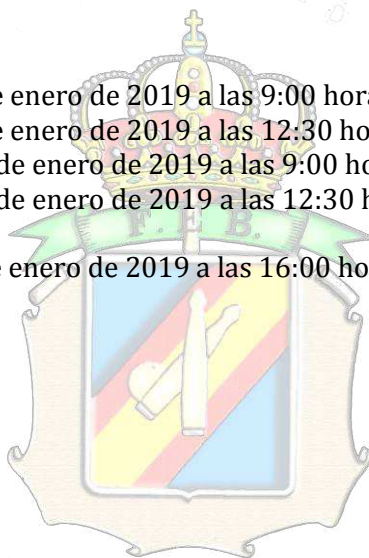 e enero de 2019 a las 9:00 hora
e enero de 2019 a las 12:30 ho
de enero de 2019 a las 9:00 ho
de enero de 2019 a las 12:30 h
F. E. B.
e enero de 2019 a las 16:00 ho